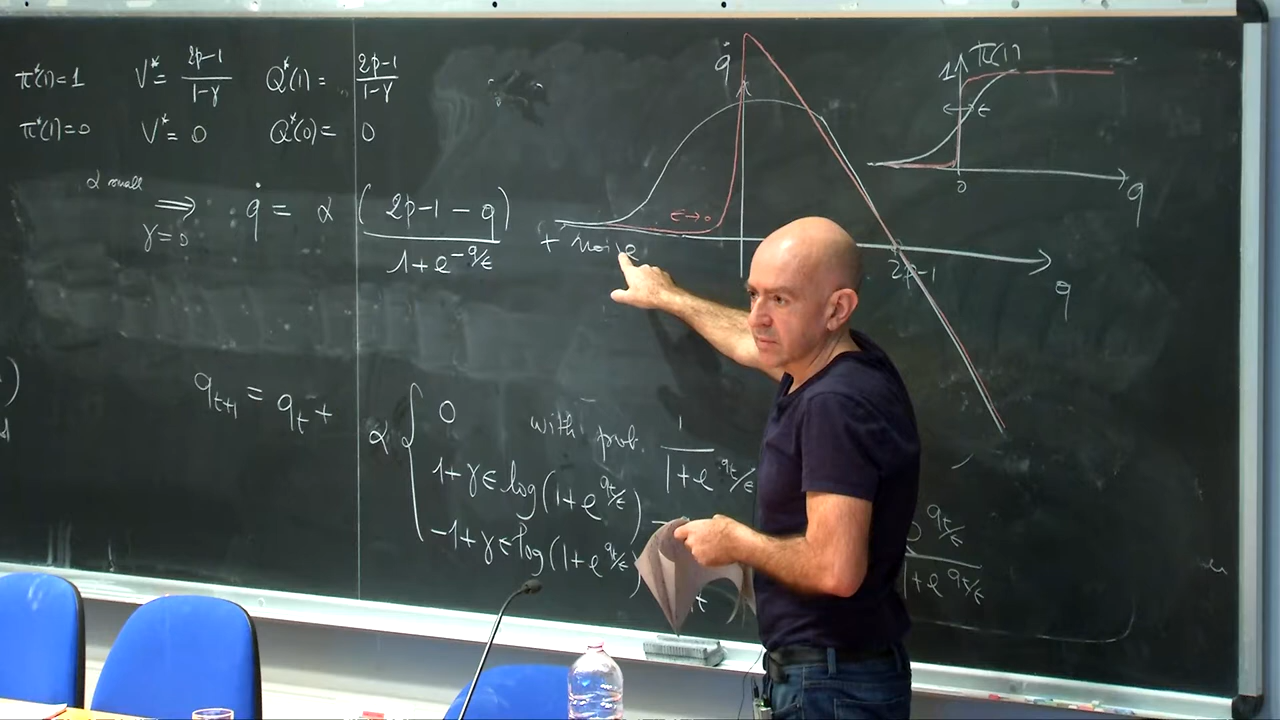 π*(1)=1 V*= 2p-1/1-γ Q*(1)= 2p-1/1-γ
π*(1)=0 V*= 0 Q*(0)= 0
α small
⇒ q̇ = α (2p-1-q)/1+e^-q/ε + noise
γ=0
q̇
ε→0
2p-1
q
1 π(1)
ε
0
q
q_t+1 = q_t + α { 0 with prob. 1/1+e^q_t/ε
1+γε log(1+e^q_t/ε) -
-1+γε log(1+e^q_t/ε)
e^q_t/ε
1+e^q_t/ε